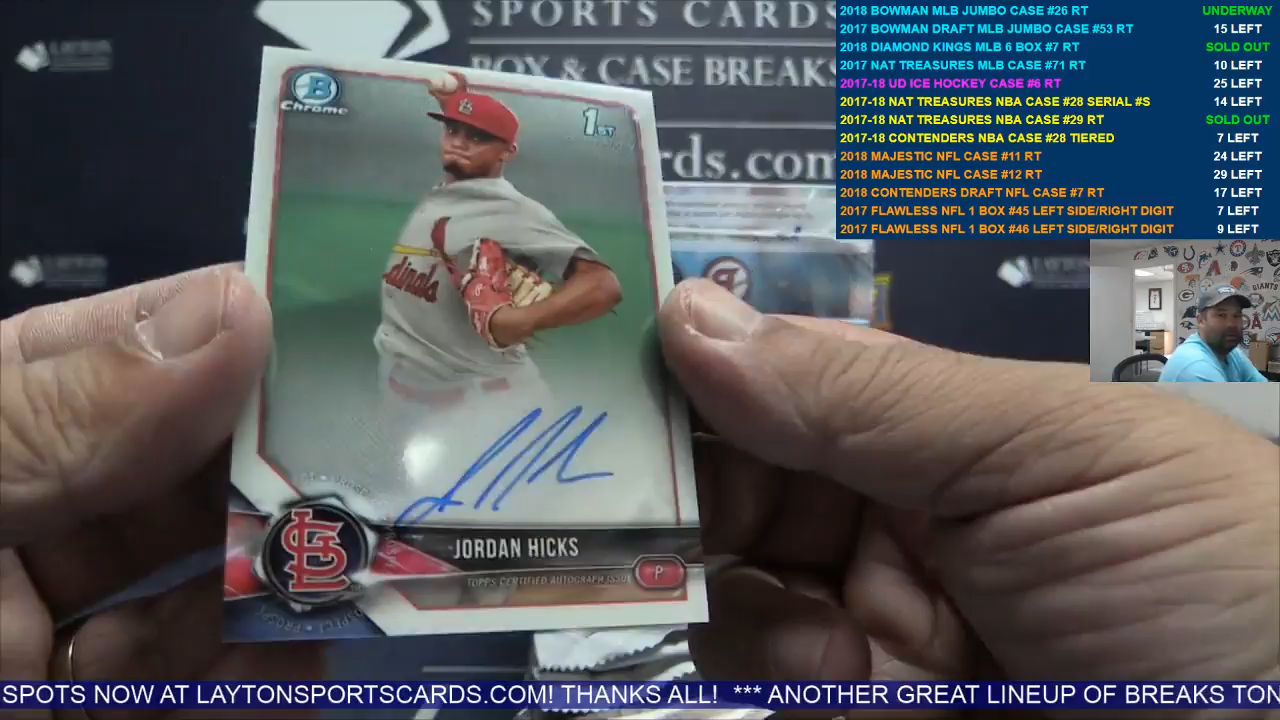 SPORTS CARDS
BOX & CASE BREAKS
rds.com
2018 BOWMAN MLB JUMBO CASE #26 RT UNDERWAY
2017 BOWMAN DRAFT MLB JUMBO CASE #53 RT 15 LEFT
2018 DIAMOND KINGS MLB 6 BOX #7 RT SOLD OUT
2017 NAT TREASURES MLB CASE #71 RT 10 LEFT
2017-18 UD ICE HOCKEY CASE #6 RT 25 LEFT
2017-18 NAT TREASURES NBA CASE #28 SERIAL #S 14 LEFT
2017-18 NAT TREASURES NBA CASE #29 RT SOLD OUT
2017-18 CONTENDERS NBA CASE #28 TIERED 7 LEFT
2018 MAJESTIC NFL CASE #11 RT 24 LEFT
2018 MAJESTIC NFL CASE #12 RT 29 LEFT
2018 CONTENDERS DRAFT NFL CASE #7 RT 17 LEFT
2017 FLAWLESS NFL 1 BOX #45 LEFT SIDE/RIGHT DIGIT 7 LEFT
2017 FLAWLESS NFL 1 BOX #46 LEFT SIDE/RIGHT DIGIT 9 LEFT
B
Chrome
1ST
dinals
JORDAN HICKS
TOPPS CERTIFIED AUTOGRAPH ISSUE
P
SPOTS NOW AT LAYTONSPORTSCARDS.COM! THANKS ALL! *** ANOTHER GREAT LINEUP OF BREAKS TON